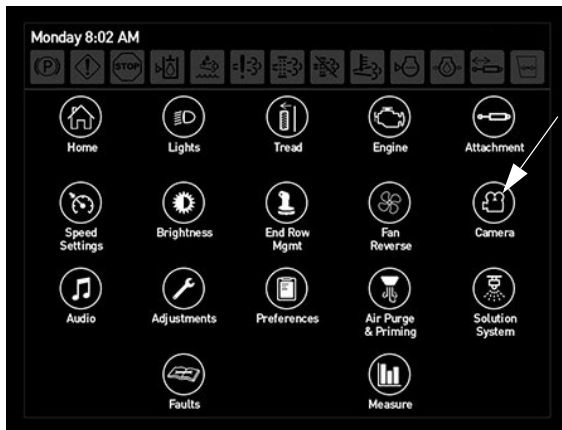 Monday 8:02 AM
(P) STOP
Home Lights Tread Engine Attachment
Speed Settings Brightness End Row Mgmt Fan Reverse Camera
Audio Adjustments Preferences Air Purge & Priming Solution System
Faults Measure